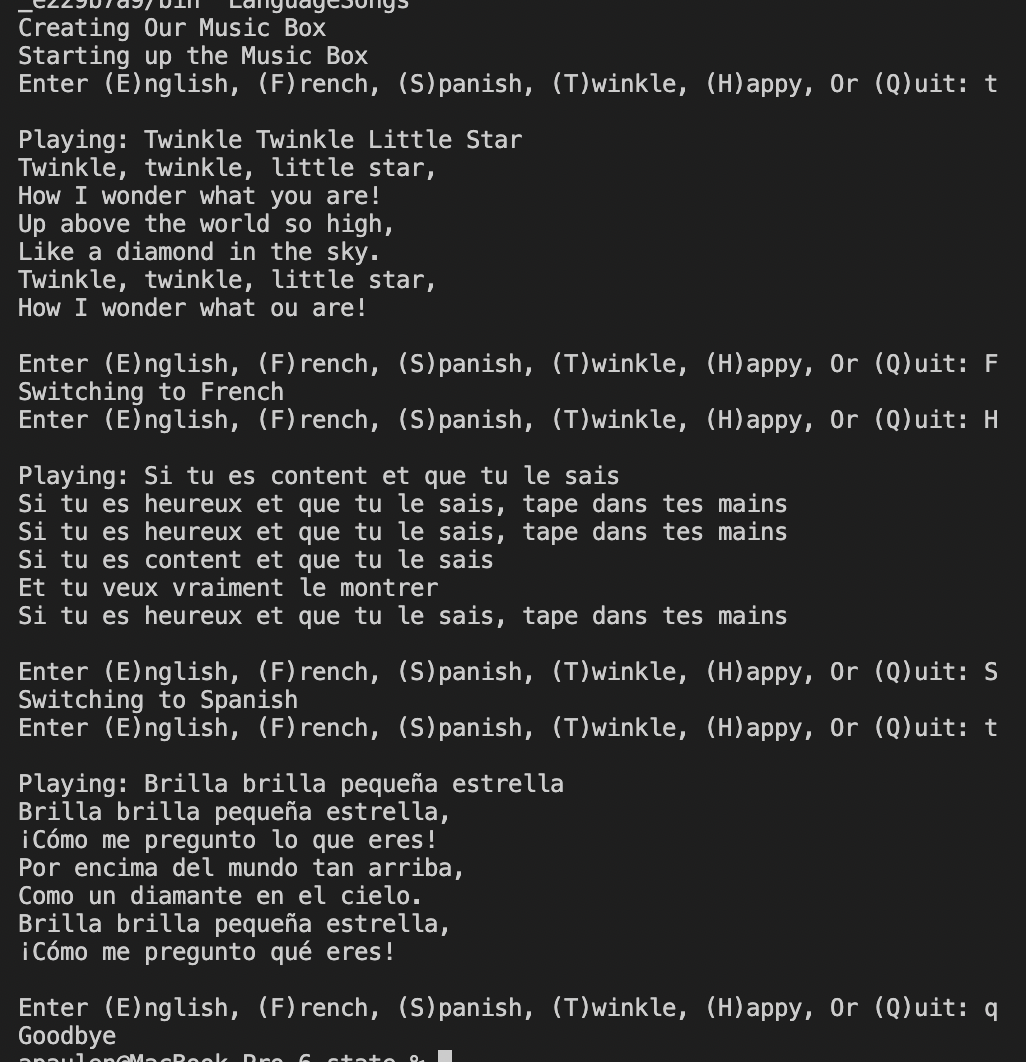 _e229b7a9/bin" LanguageSongs
Creating Our Music Box
Starting up the Music Box
Enter (E)nglish, (F)rench, (S)panish, (T)winkle, (H)appy, Or (Q)uit: t
Playing: Twinkle Twinkle Little Star
Twinkle, twinkle, little star,
How I wonder what you are!
Up above the world so high,
Like a diamond in the sky.
Twinkle, twinkle, little star,
How I wonder what ou are!
Enter (E)nglish, (F)rench, (S)panish, (T)winkle, (H)appy, Or (Q)uit: F
Switching to French
Enter (E)nglish, (F)rench, (S)panish, (T)winkle, (H)appy, Or (Q)uit: H
Playing: Si tu es content et que tu le sais
Si tu es heureux et que tu le sais, tape dans tes mains
Si tu es heureux et que tu le sais, tape dans tes mains
Si tu es content et que tu le sais
Et tu veux vraiment le montrer
Si tu es heureux et que tu le sais, tape dans tes mains
Enter (E)nglish, (F)rench, (S)panish, (T)winkle, (H)appy, Or (Q)uit: S
Switching to Spanish
Enter (E)nglish, (F)rench, (S)panish, (T)winkle, (H)appy, Or (Q)uit: t
Playing: Brilla brilla pequeña estrella
Brilla brilla pequeña estrella,
¡Cómo me pregunto lo que eres!
Por encima del mundo tan arriba,
Como un diamante en el cielo.
Brilla brilla pequeña estrella,
¡Cómo me pregunto qué eres!
Enter (E)nglish, (F)rench, (S)panish, (T)winkle, (H)appy, Or (Q)uit: q
Goodbye
apaulon@MacBook-Pro-6 state %